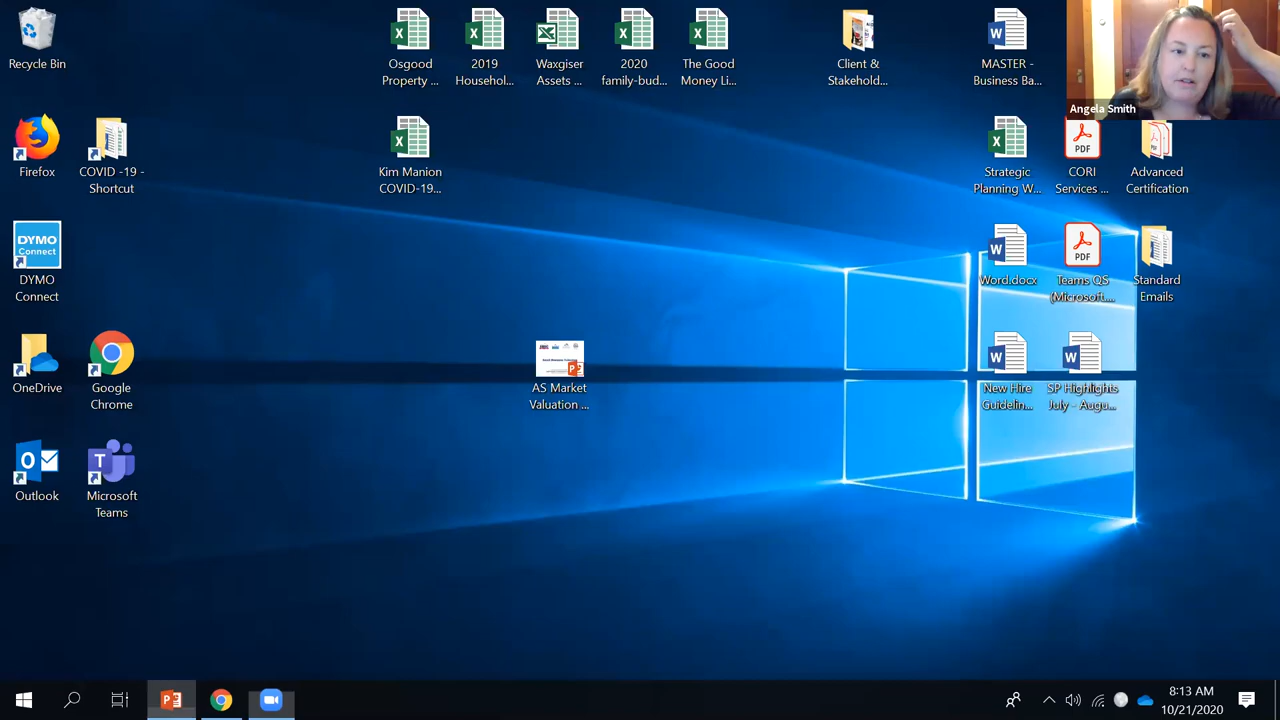 Recycle Bin
Osgood
Property ...
2019
Househol...
Waxgiser
Assets ...
2020
family-bud...
The Good
Money Li...
Client &
Stakehold...
MASTER -
Business Ba...
Angela Smith
Firefox
COVID -19 -
Shortcut
Kim Manion
COVID-19...
Strategic
Planning W...
PDF
CORI
Services ...
Advanced
Certification
DYMO
Connect
DYMO
Connect
Word.docx
PDF
Teams QS
(Microsoft....
Standard
Emails
OneDrive
Google
Chrome
AS Market
Valuation ...
New Hire
Guidelin...
SP Highlights
July - Augu...
Outlook
Microsoft
Teams
8:13 AM
10/21/2020